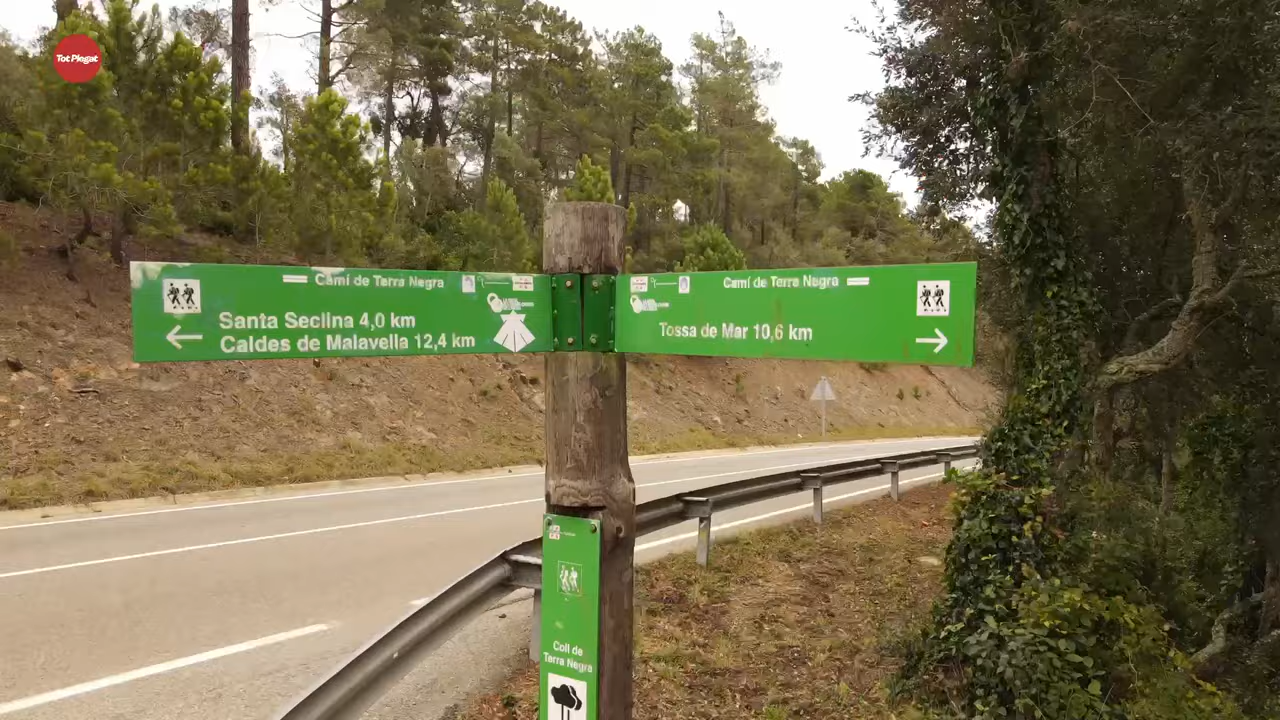 Tot Plegat
Camí de Terra Negra
Santa Seclina 4,0 km
Caldes de Malavella 12,4 km
Camí de Terra Negra
Tossa de Mar 10,6 km
Coll de
Terra Negra